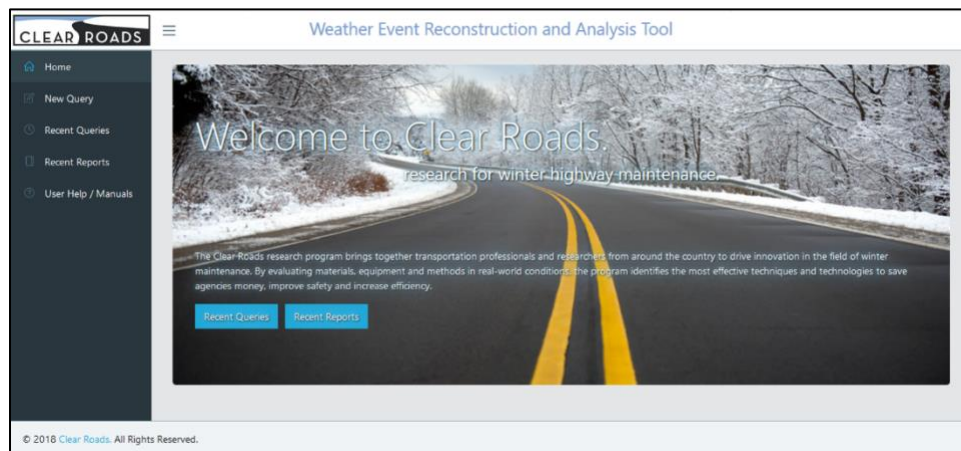 CLEAR ROADS
Weather Event Reconstruction and Analysis Tool
Home
New Query
Recent Queries
Recent Reports
User Help / Manuals
Welcome to Clear Roads.
research for winter highway maintenance.
The Clear Roads research program brings together transportation professionals and researchers from around the country to drive innovation in the field of winter
maintenance. By evaluating materials, equipment and methods in real-world conditions, the program identifies the most effective techniques and technologies to save
agencies money, improve safety and increase efficiency.
Recent Queries Recent Reports
© 2018 Clear Roads. All Rights Reserved.